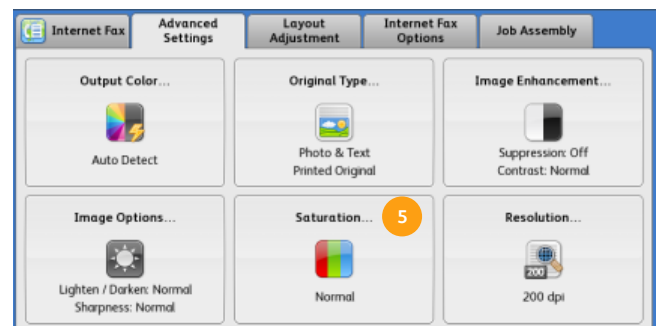 Internet Fax
Advanced
Settings
Layout
Adjustment
Internet Fax
Options
Job Assembly
Output Color...
Auto Detect
Original Type...
Photo & Text
Printed Original
Image Enhancement...
Suppression: Off
Contrast: Normal
Image Options...
Lighten / Darken: Normal
Sharpness: Normal
Saturation...
5
Normal
Resolution...
200
200 dpi